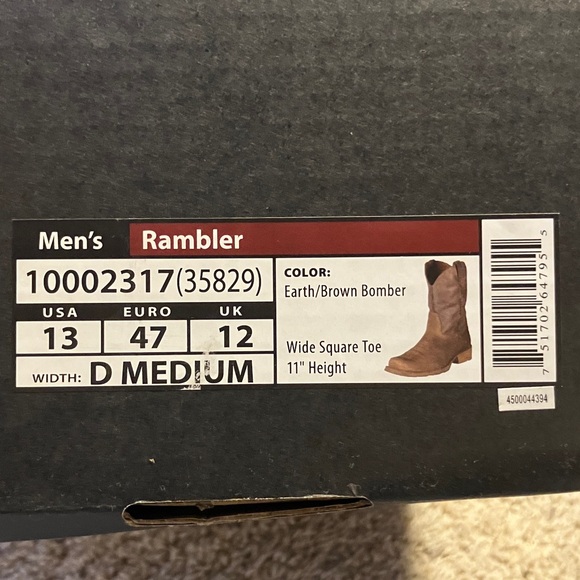 Men's Rambler
10002317(35829)
USA EURO UK
13 47 12
WIDTH: D MEDIUM
COLOR:
Earth/Brown Bomber
Wide Square Toe
11" Height
7 51702 64795 5
4500044394